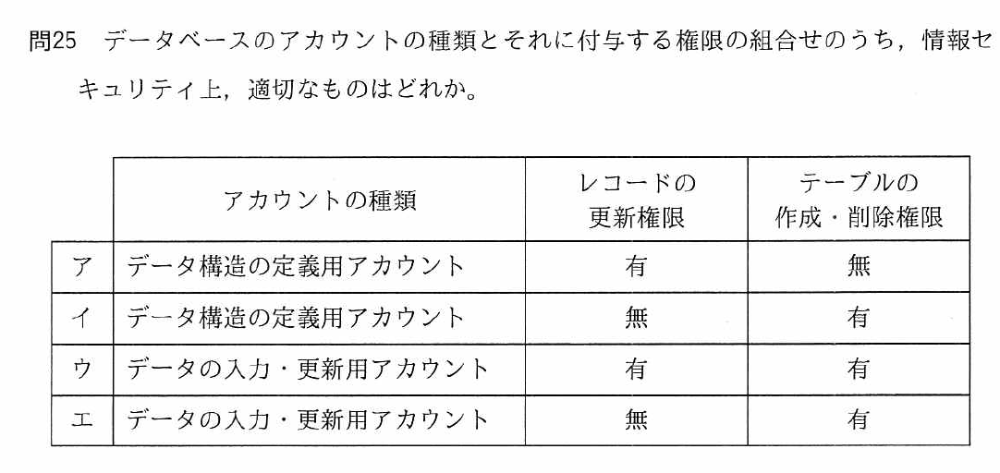 問25　データベースのアカウントの種類とそれに付与する権限の組合せのうち，情報セ
キュリティ上，適切なものはどれか。
アカウントの種類　レコードの更新権限　テーブルの作成・削除権限
ア　データ構造の定義用アカウント　有　無
イ　データ構造の定義用アカウント　無　有
ウ　データの入力・更新用アカウント　有　有
エ　データの入力・更新用アカウント　無　有